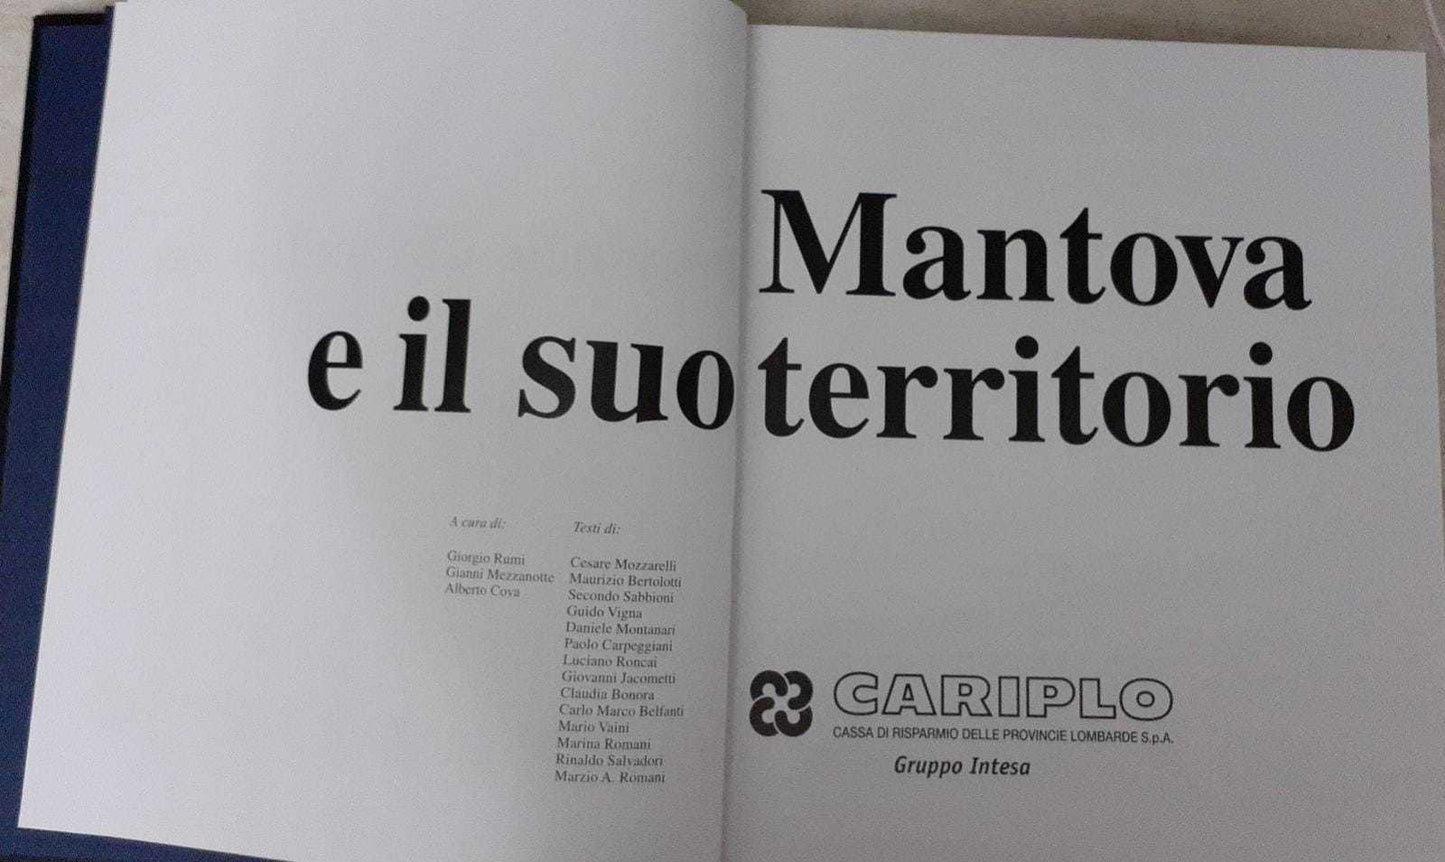 Mantova
e il suo territorio
A cura di:
Giorgio Rumi
Gianni Mezzanotte
Alberto Cova
Testi di:
Cesare Mozzarelli
Maurizio Bertolotti
Secondo Sabbioni
Guido Vigna
Daniele Montanari
Paolo Carpeggiani
Luciano Roncai
Giovanni Jacometti
Claudia Bonora
Carlo Marco Belfanti
Mario Vaini
Marina Romani
Rinaldo Salvadori
Marzio A. Romani
CARIPLO
CASSA DI RISPARMIO DELLE PROVINCIE LOMBARDE S.p.A.
Gruppo Intesa